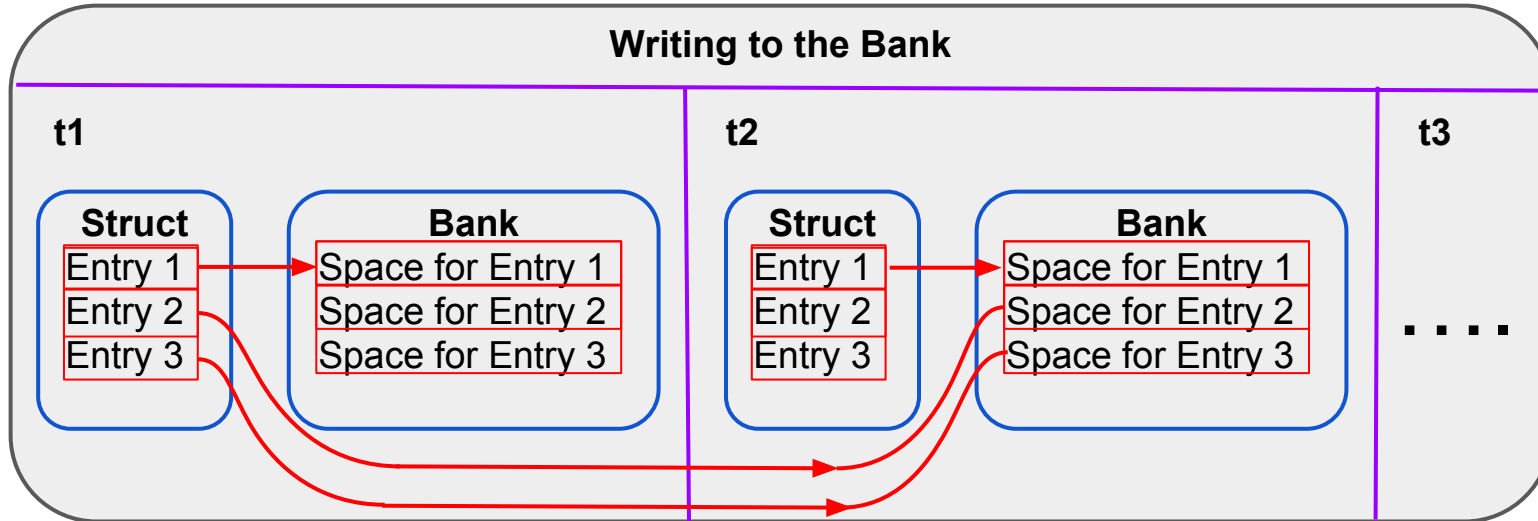 Writing to the Bank
t1
Struct
Entry 1
Entry 2
Entry 3
Bank
Space for Entry 1
Space for Entry 2
Space for Entry 3
t2
Struct
Entry 1
Entry 2
Entry 3
Bank
Space for Entry 1
Space for Entry 2
Space for Entry 3
t3
. . . .